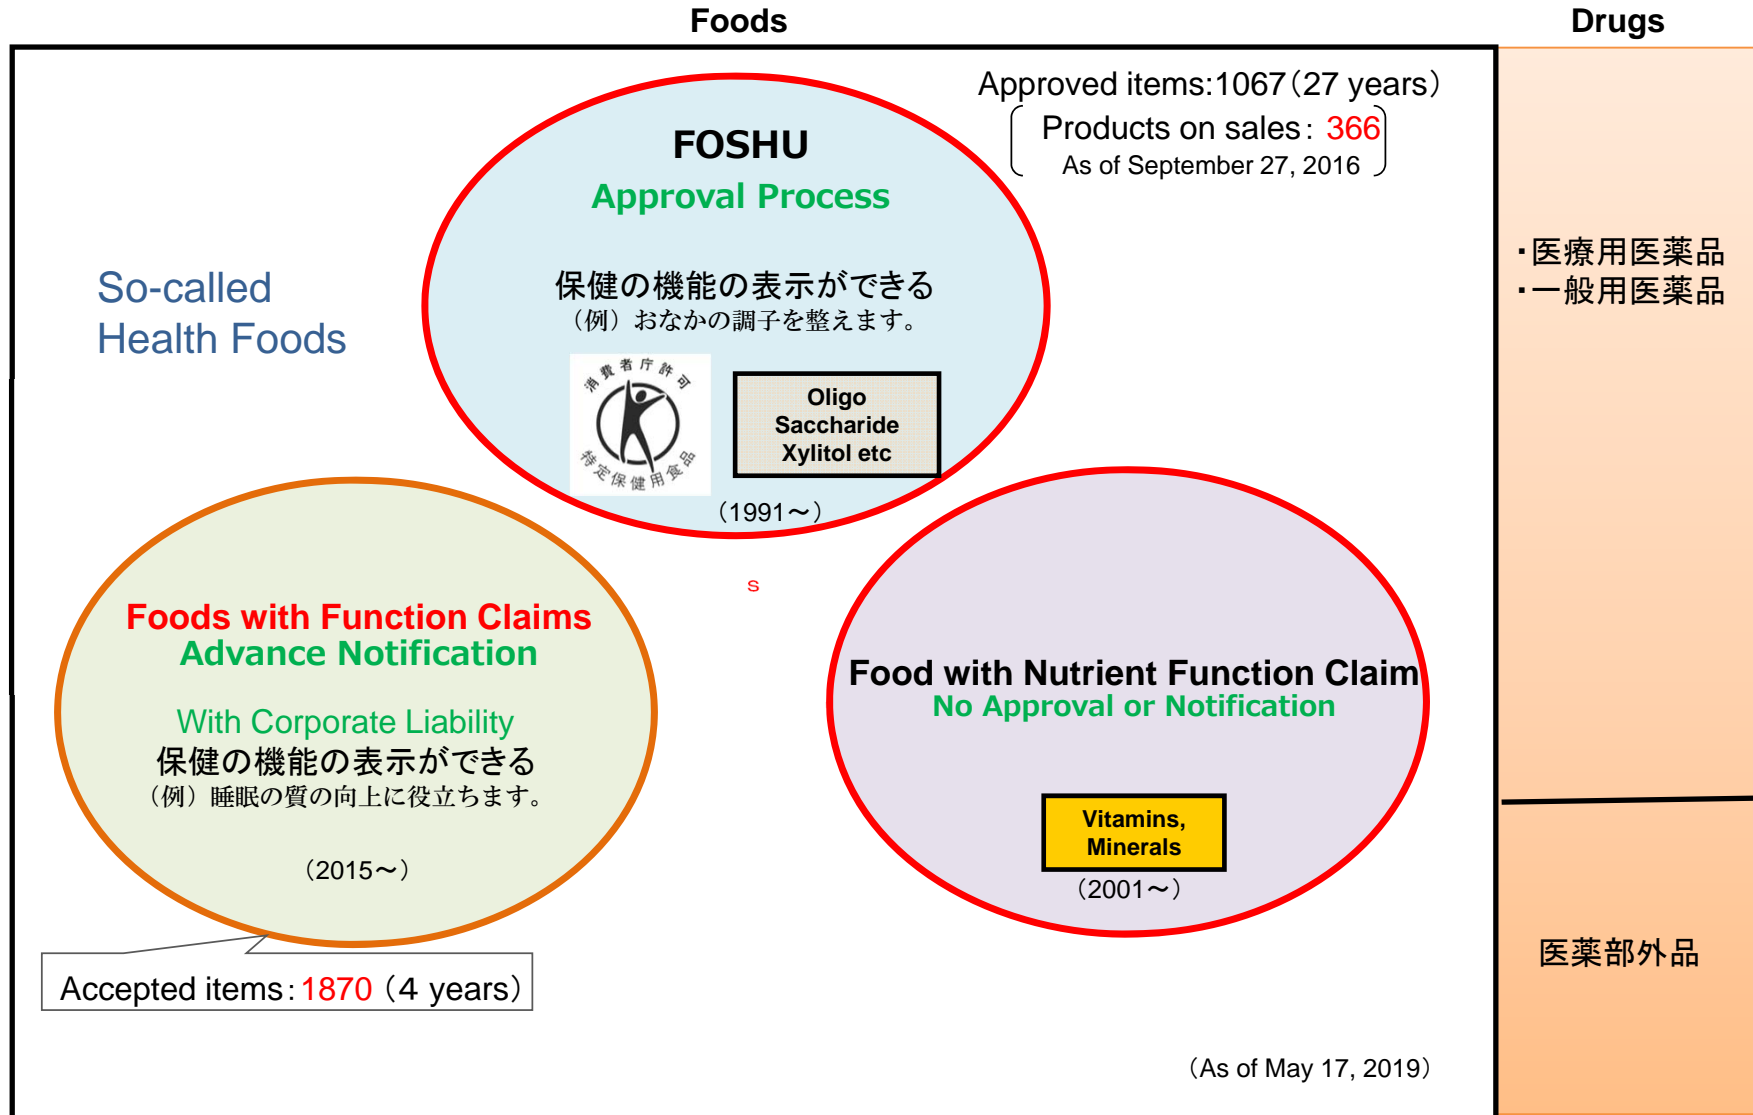 Foods
Drugs
Approved items:1067(27 years)
Products on sales: 366
As of September 27, 2016
FOSHU
Approval Process
保健の機能の表示ができる
（例）おなかの調子を整えます。
消費者庁許可
特定保健用食品
Oligo
Saccharide
Xylitol etc
（1991～）
So-called
Health Foods
・医療用医薬品
・一般用医薬品
s
Foods with Function Claims
Advance Notification
With Corporate Liability
保健の機能の表示ができる
（例）睡眠の質の向上に役立ちます。
（2015～）
Food with Nutrient Function Claim
No Approval or Notification
Vitamins,
Minerals
（2001～）
Accepted items:1870（4 years）
医薬部外品
（As of May 17, 2019）